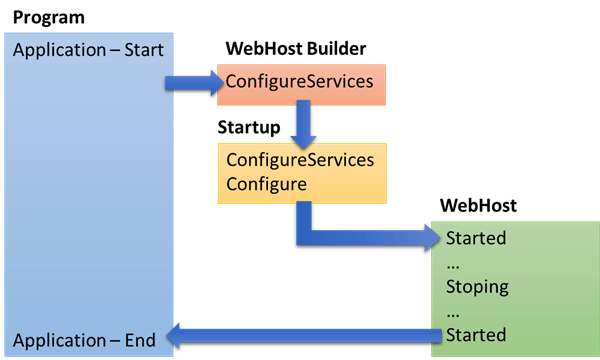 Program
Application – Start
WebHost Builder
ConfigureServices
Startup
ConfigureServices
Configure
WebHost
Started
...
Stoping
...
Started
Application – End